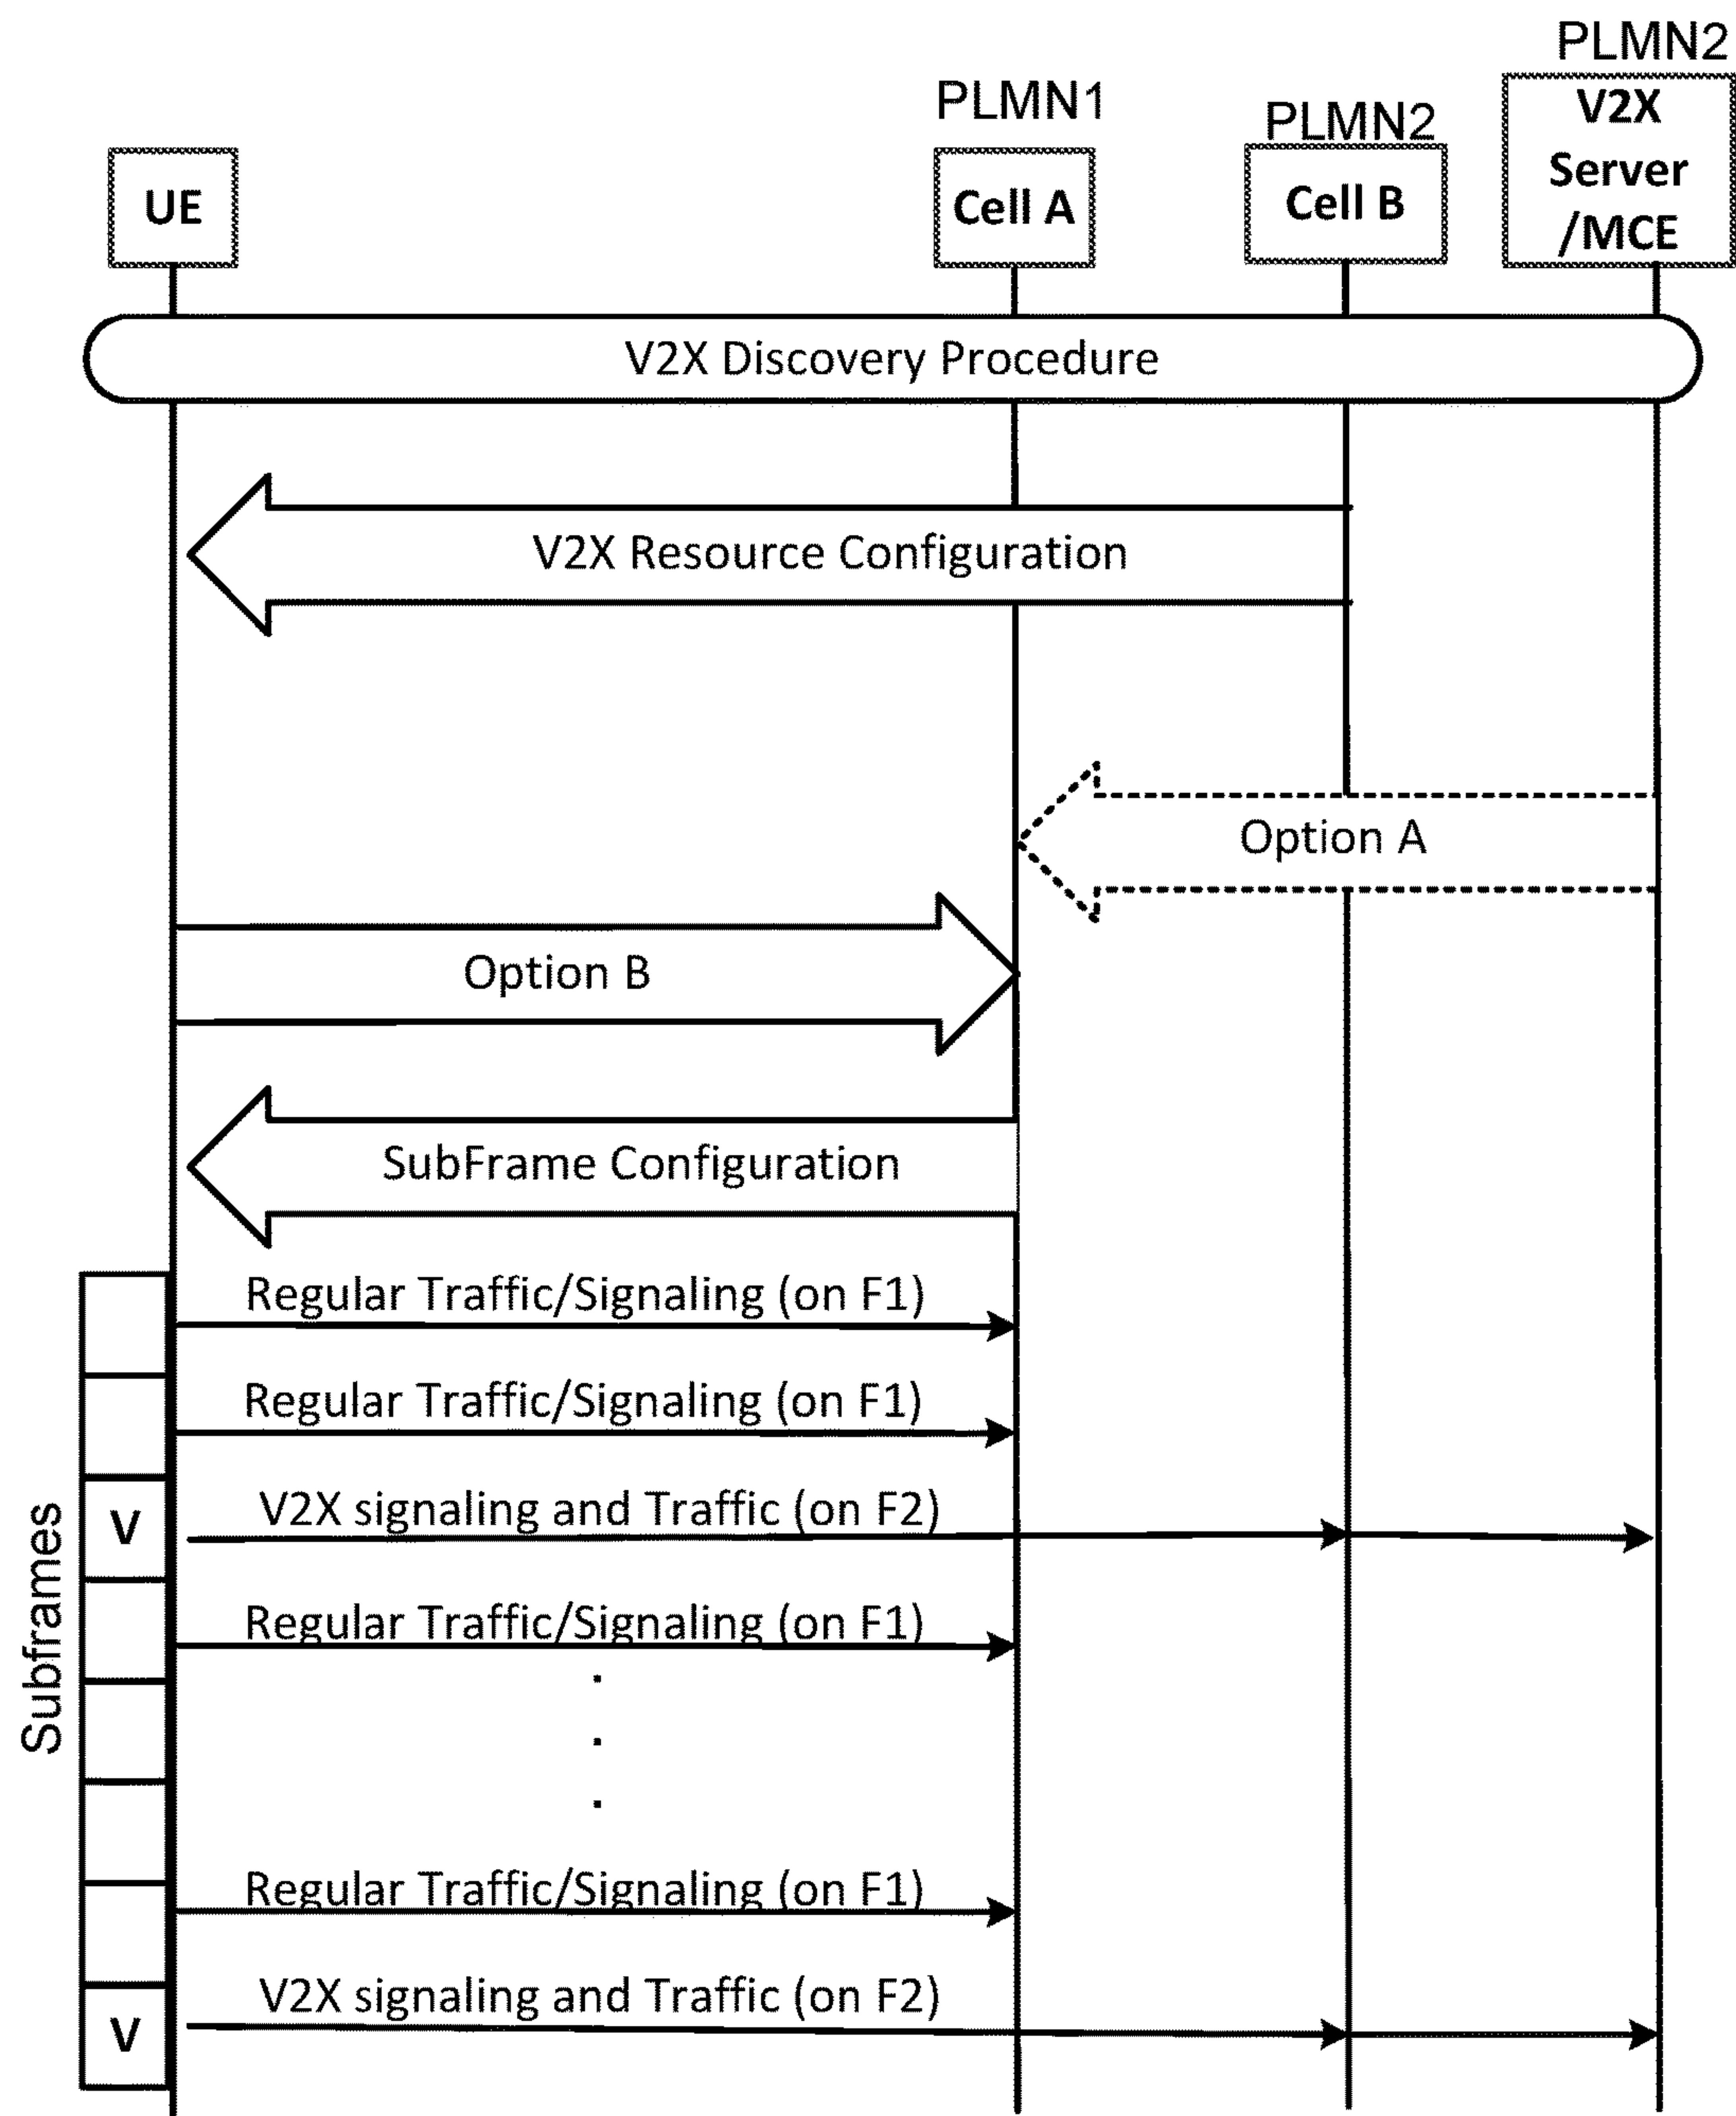 PLMN2
PLMN1
PLMN2
UE
Cell A
Cell B
V2X
Server
/MCE
V2X Discovery Procedure
V2X Resource Configuration
Option A
Option B
SubFrame Configuration
Subframes
Regular Traffic/Signaling (on F1)
Regular Traffic/Signaling (on F1)
V
V2X signaling and Traffic (on F2)
Regular Traffic/Signaling (on F1)
.
.
.
Regular Traffic/Signaling (on F1)
V
V2X signaling and Traffic (on F2)